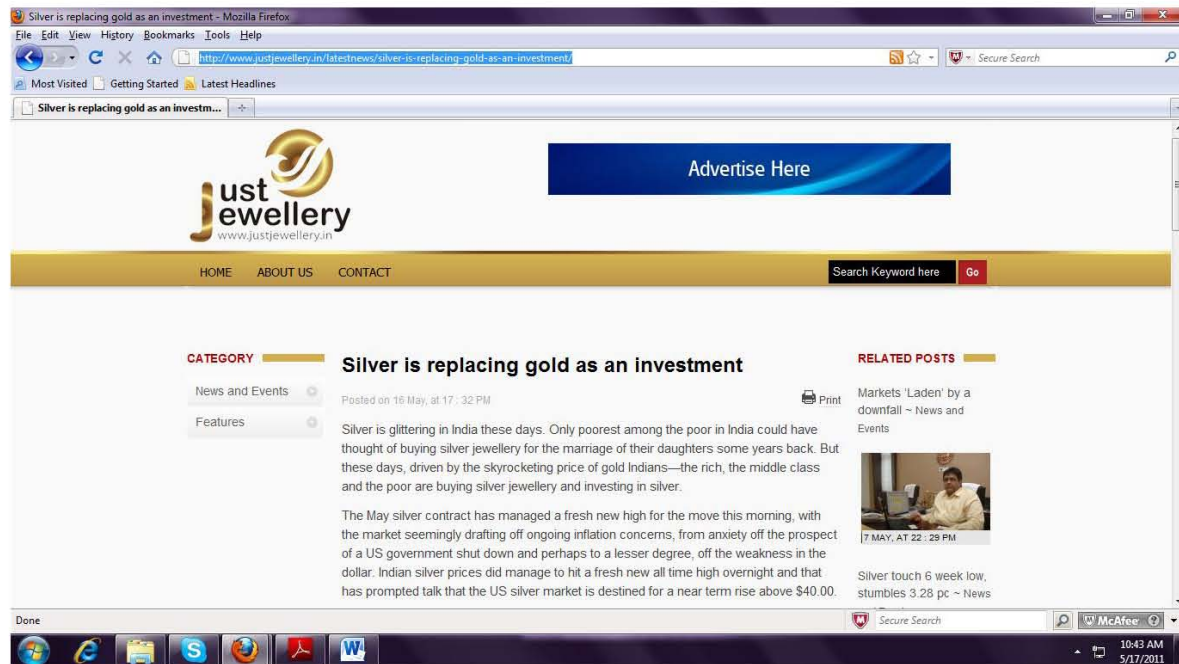 Silver is replacing gold as an investment - Mozilla Firefox
File Edit View History Bookmarks Tools Help
http://www.justjewellery.in/latestnews/silver-is-replacing-gold-as-an-investment/
Secure Search
Most Visited Getting Started Latest Headlines
Silver is replacing gold as an investm...
Just
Jewellery
www.justjewellery.in
Advertise Here
HOME ABOUT US CONTACT
Search Keyword here Go
CATEGORY
News and Events
Features
Silver is replacing gold as an investment
Posted on 16 May, at 17 : 32 PM
Print
Silver is glittering in India these days. Only poorest among the poor in India could have
thought of buying silver jewellery for the marriage of their daughters some years back. But
these days, driven by the skyrocketing price of gold Indians—the rich, the middle class
and the poor are buying silver jewellery and investing in silver.
The May silver contract has managed a fresh new high for the move this morning, with
the market seemingly drafting off ongoing inflation concerns, from anxiety off the prospect
of a US government shut down and perhaps to a lesser degree, off the weakness in the
dollar. Indian silver prices did manage to hit a fresh new all time high overnight and that
has prompted talk that the US silver market is destined for a near term rise above $40.00.
RELATED POSTS
Markets 'Laden' by a
downfall ~ News and
Events
7 MAY, AT 22 : 29 PM
Silver touch 6 week low,
stumbles 3.28 pc ~ News
Done
Secure Search
McAfee
10:43 AM
5/17/2011